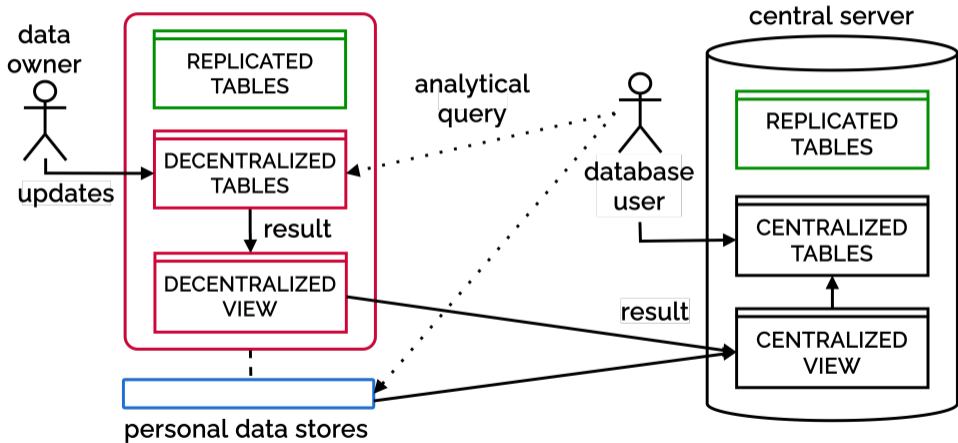 data
owner
REPLICATED
TABLES
DECENTRALIZED
TABLES
updates
result
DECENTRALIZED
VIEW
personal data stores
analytical
query
database
user
result
central server
REPLICATED
TABLES
CENTRALIZED
TABLES
CENTRALIZED
VIEW